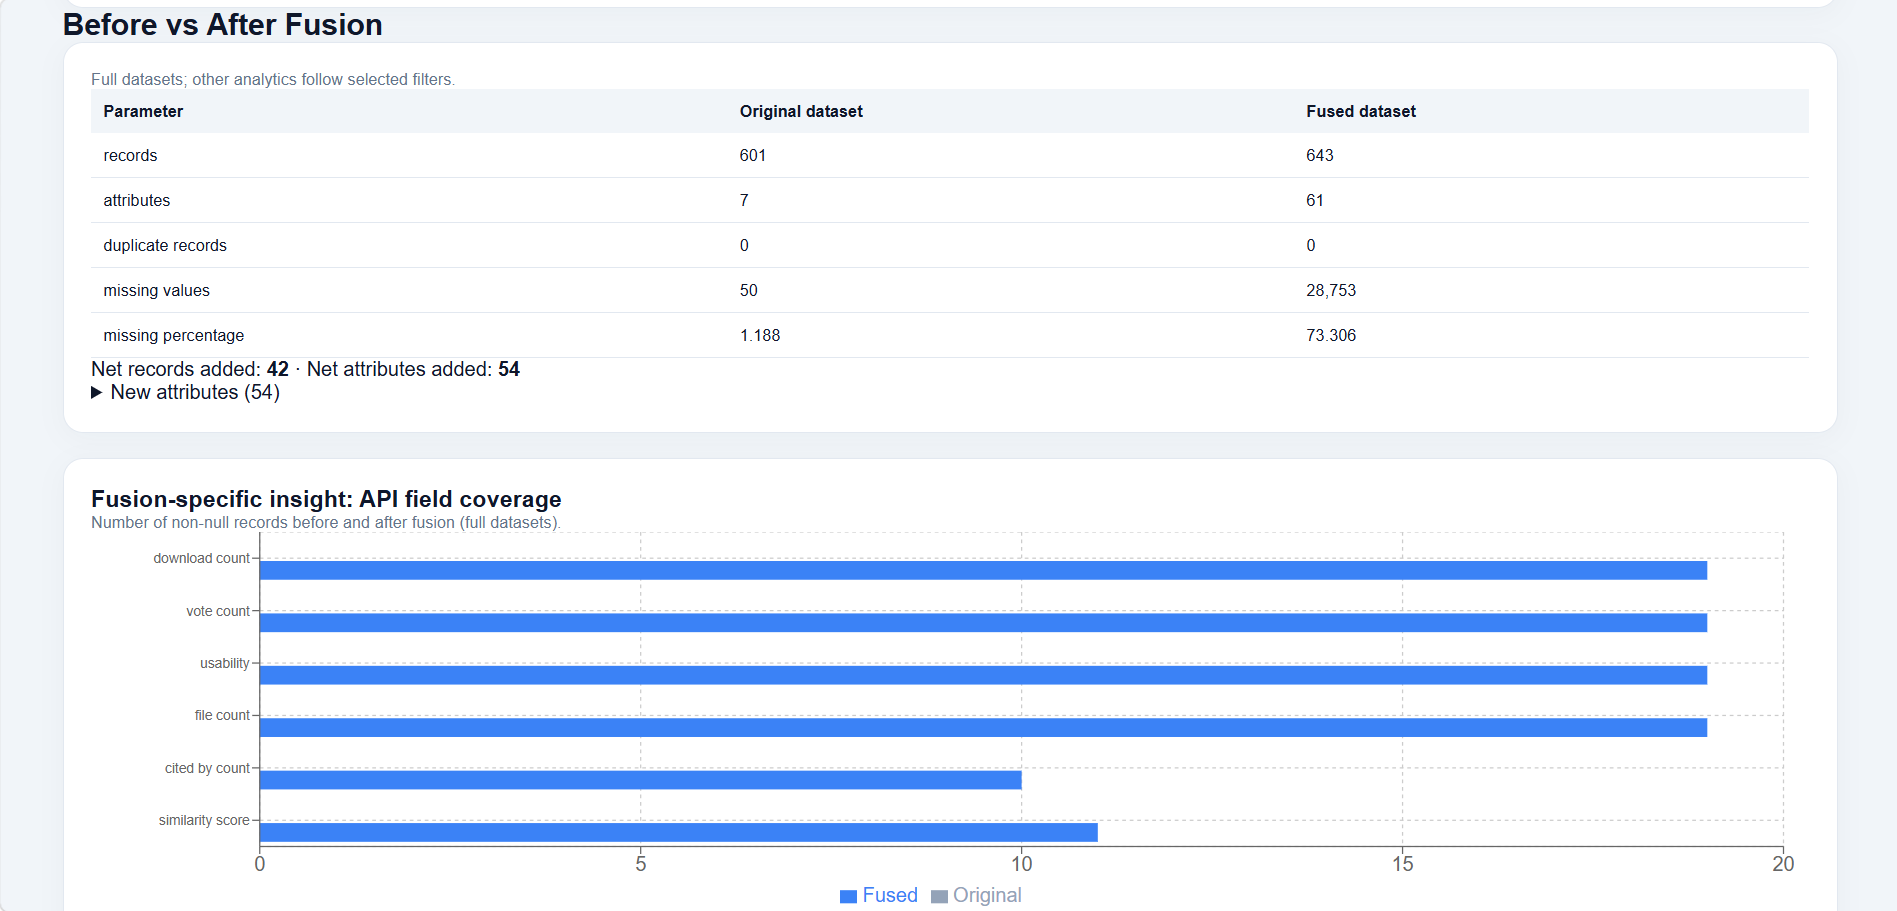 Before vs After Fusion
Full datasets; other analytics follow selected filters.
Parameter Original dataset Fused dataset
records 601 643
attributes 7 61
duplicate records 0 0
missing values 50 28,753
missing percentage 1.188 73.306
Net records added: 42 · Net attributes added: 54
▶ New attributes (54)
Fusion-specific insight: API field coverage
Number of non-null records before and after fusion (full datasets).
download count
vote count
usability
file count
cited by count
similarity score
0 5 10 15 20
Fused Original